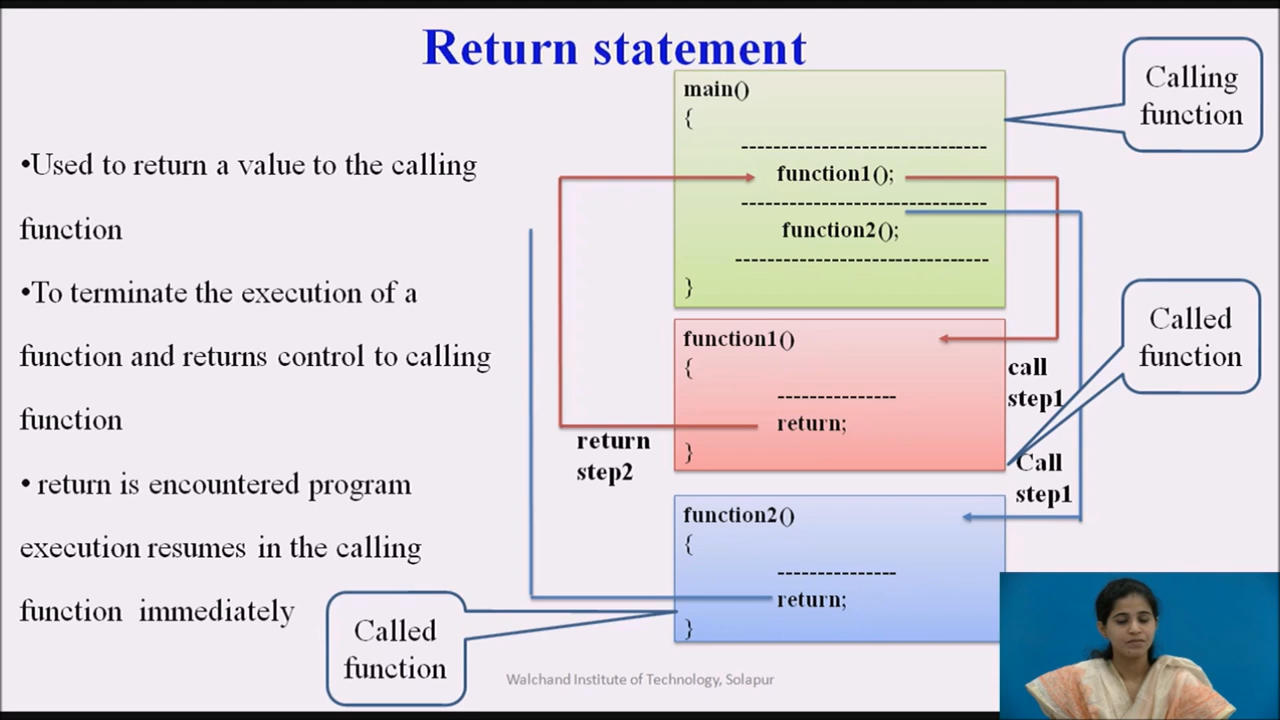 Return statement
•Used to return a value to the calling
function
•To terminate the execution of a
function and returns control to calling
function
• return is encountered program
execution resumes in the calling
function immediately
main()
{
-------------------------------
function1();
-------------------------------
function2();
--------------------------------
}
Calling
function
function1()
{
---------------
return;
}
call
step1
return
step2
Called
function
Call
step1
function2()
{
---------------
return;
}
Called
function
Walchand Institute of Technology, Solapur